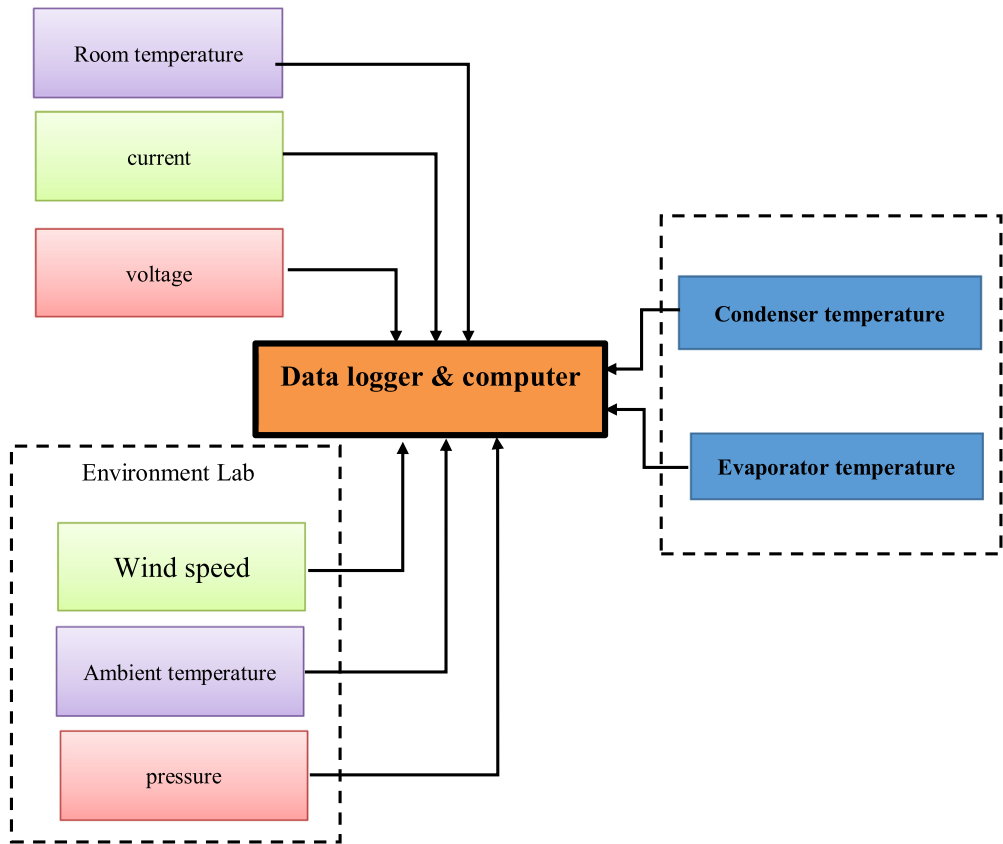 Room temperature
current
voltage
Data logger & computer
Condenser temperature
Evaporator temperature
Environment Lab
Wind speed
Ambient temperature
pressure